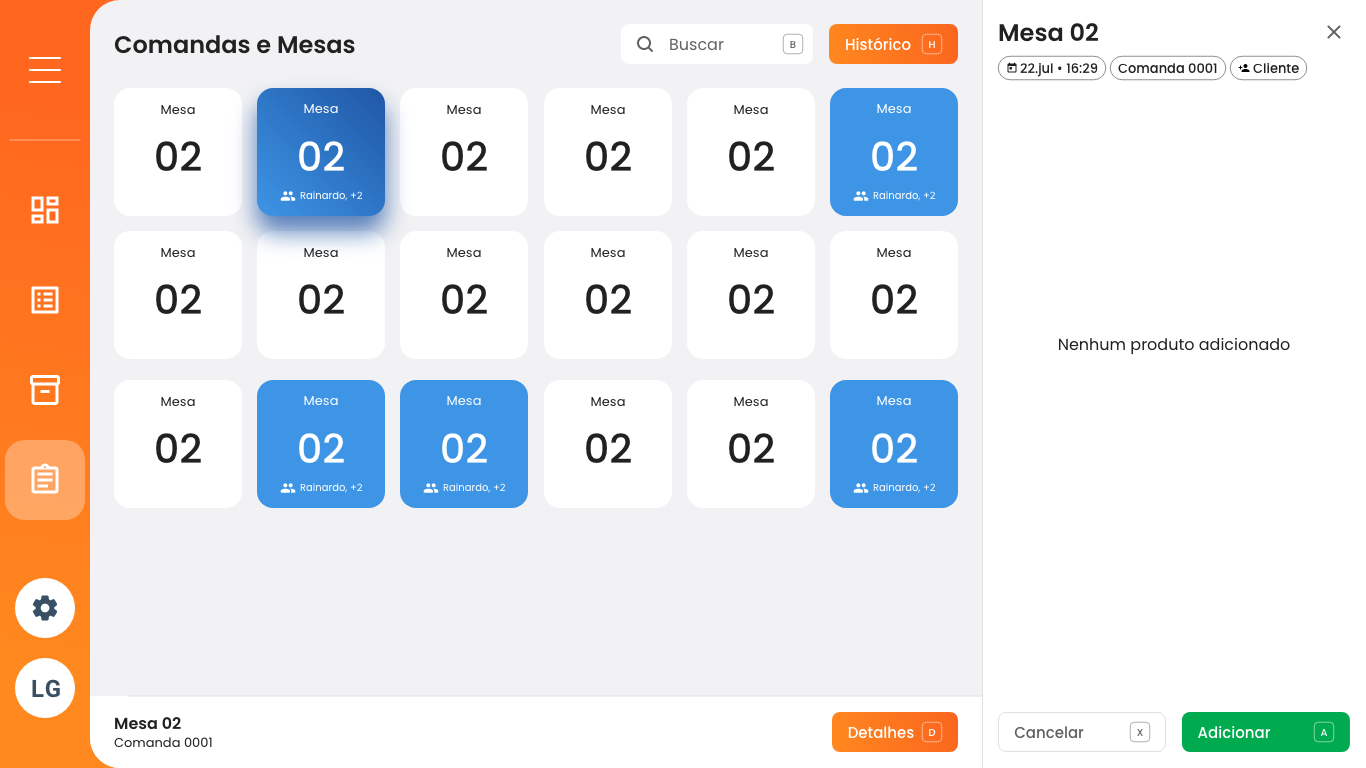 Comandas e Mesas
Buscar B
Histórico H
Mesa Mesa Mesa Mesa Mesa Mesa
02 02 02 02 02 02
Rainardo, +2 Rainardo, +2
Mesa Mesa Mesa Mesa Mesa Mesa
02 02 02 02 02 02
Mesa Mesa Mesa Mesa Mesa Mesa
02 02 02 02 02 02
Rainardo, +2 Rainardo, +2 Rainardo, +2
LG
Mesa 02
Comanda 0001
Detalhes D
Mesa 02
22.jul • 16:29 Comanda 0001 Cliente
Nenhum produto adicionado
Cancelar X
Adicionar A